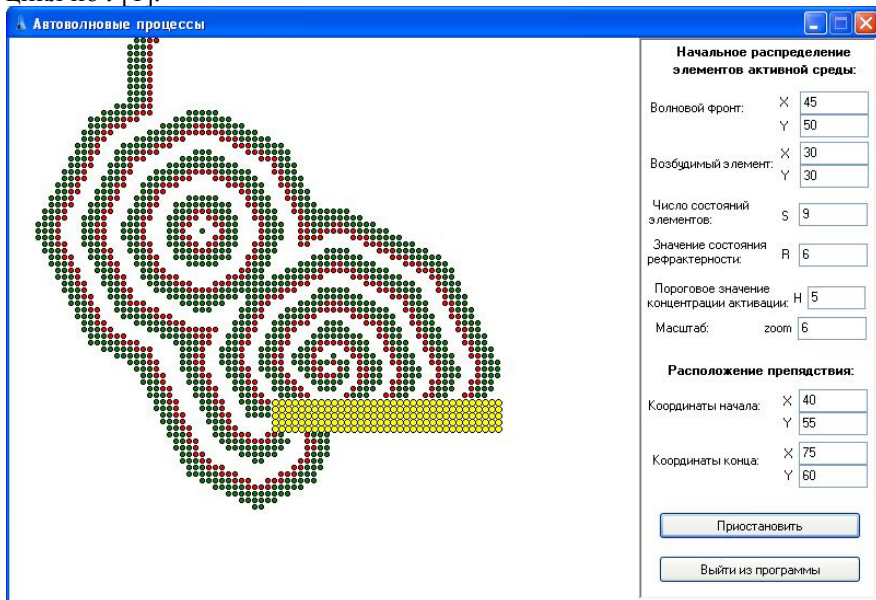 Автоволновые процессы
Начальное распределение
элементов активной среды:
Волновой фронт: X 45
Y 50
Возбудимый элемент: X 30
Y 30
Число состояний
элементов: S 9
Значение состояния
рефрактерности: R 6
Пороговое значение
концентрации активации: H 5
Масштаб: zoom 6
Расположение препядствия:
Координаты начала: X 40
Y 55
Координаты конца: X 75
Y 60
Приостановить
Выйти из программы